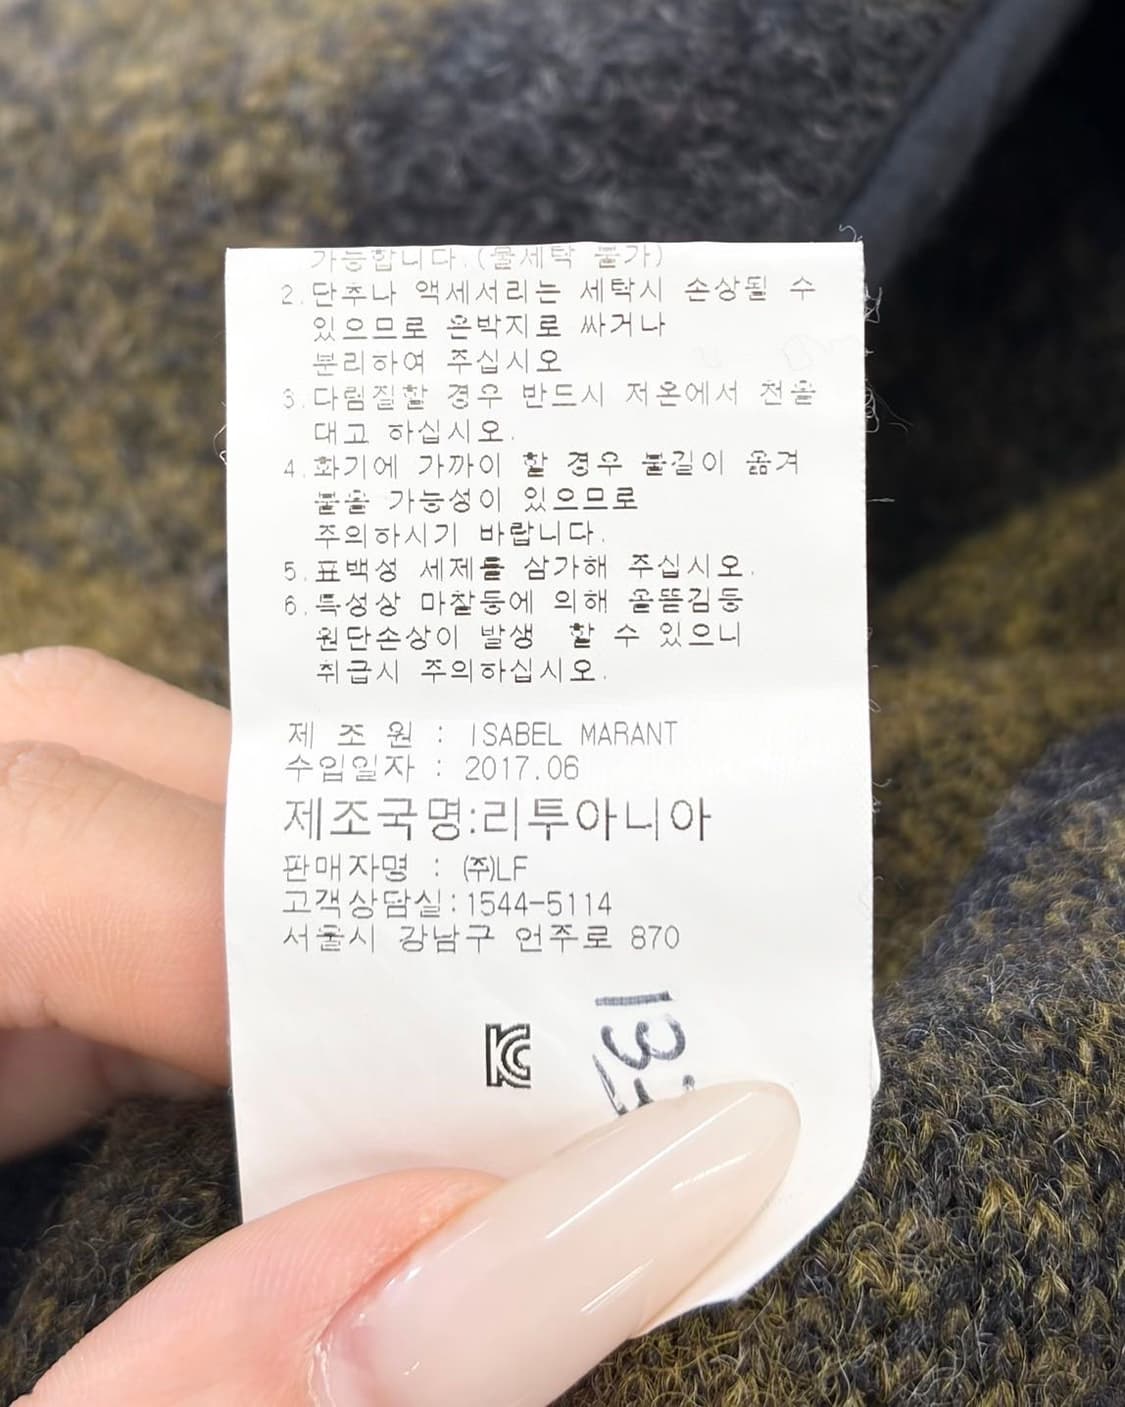 가능합니다.(물세탁 불가)
2.단추나 액세서리는 세탁시 손상될 수
있으므로 은박지로 싸거나
분리하여 주십시오
3.다림질할 경우 반드시 저온에서 천을
대고 하십시오.
4.화기에 가까이 할 경우 불길이 옮겨
붙을 가능성이 있으므로
주의하시기 바랍니다.
5.표백성 세제를 삼가해 주십시오.
6.특성상 마찰등에 의해 올뜯김등
원단손상이 발생 할 수 있으니
취급시 주의하십시오.
제 조 원 : ISABEL MARANT
수입일자 : 2017.06
제조국명:리투아니아
판매자명 : ㈜LF
고객상담실:1544-5114
서울시 강남구 언주로 870
KC